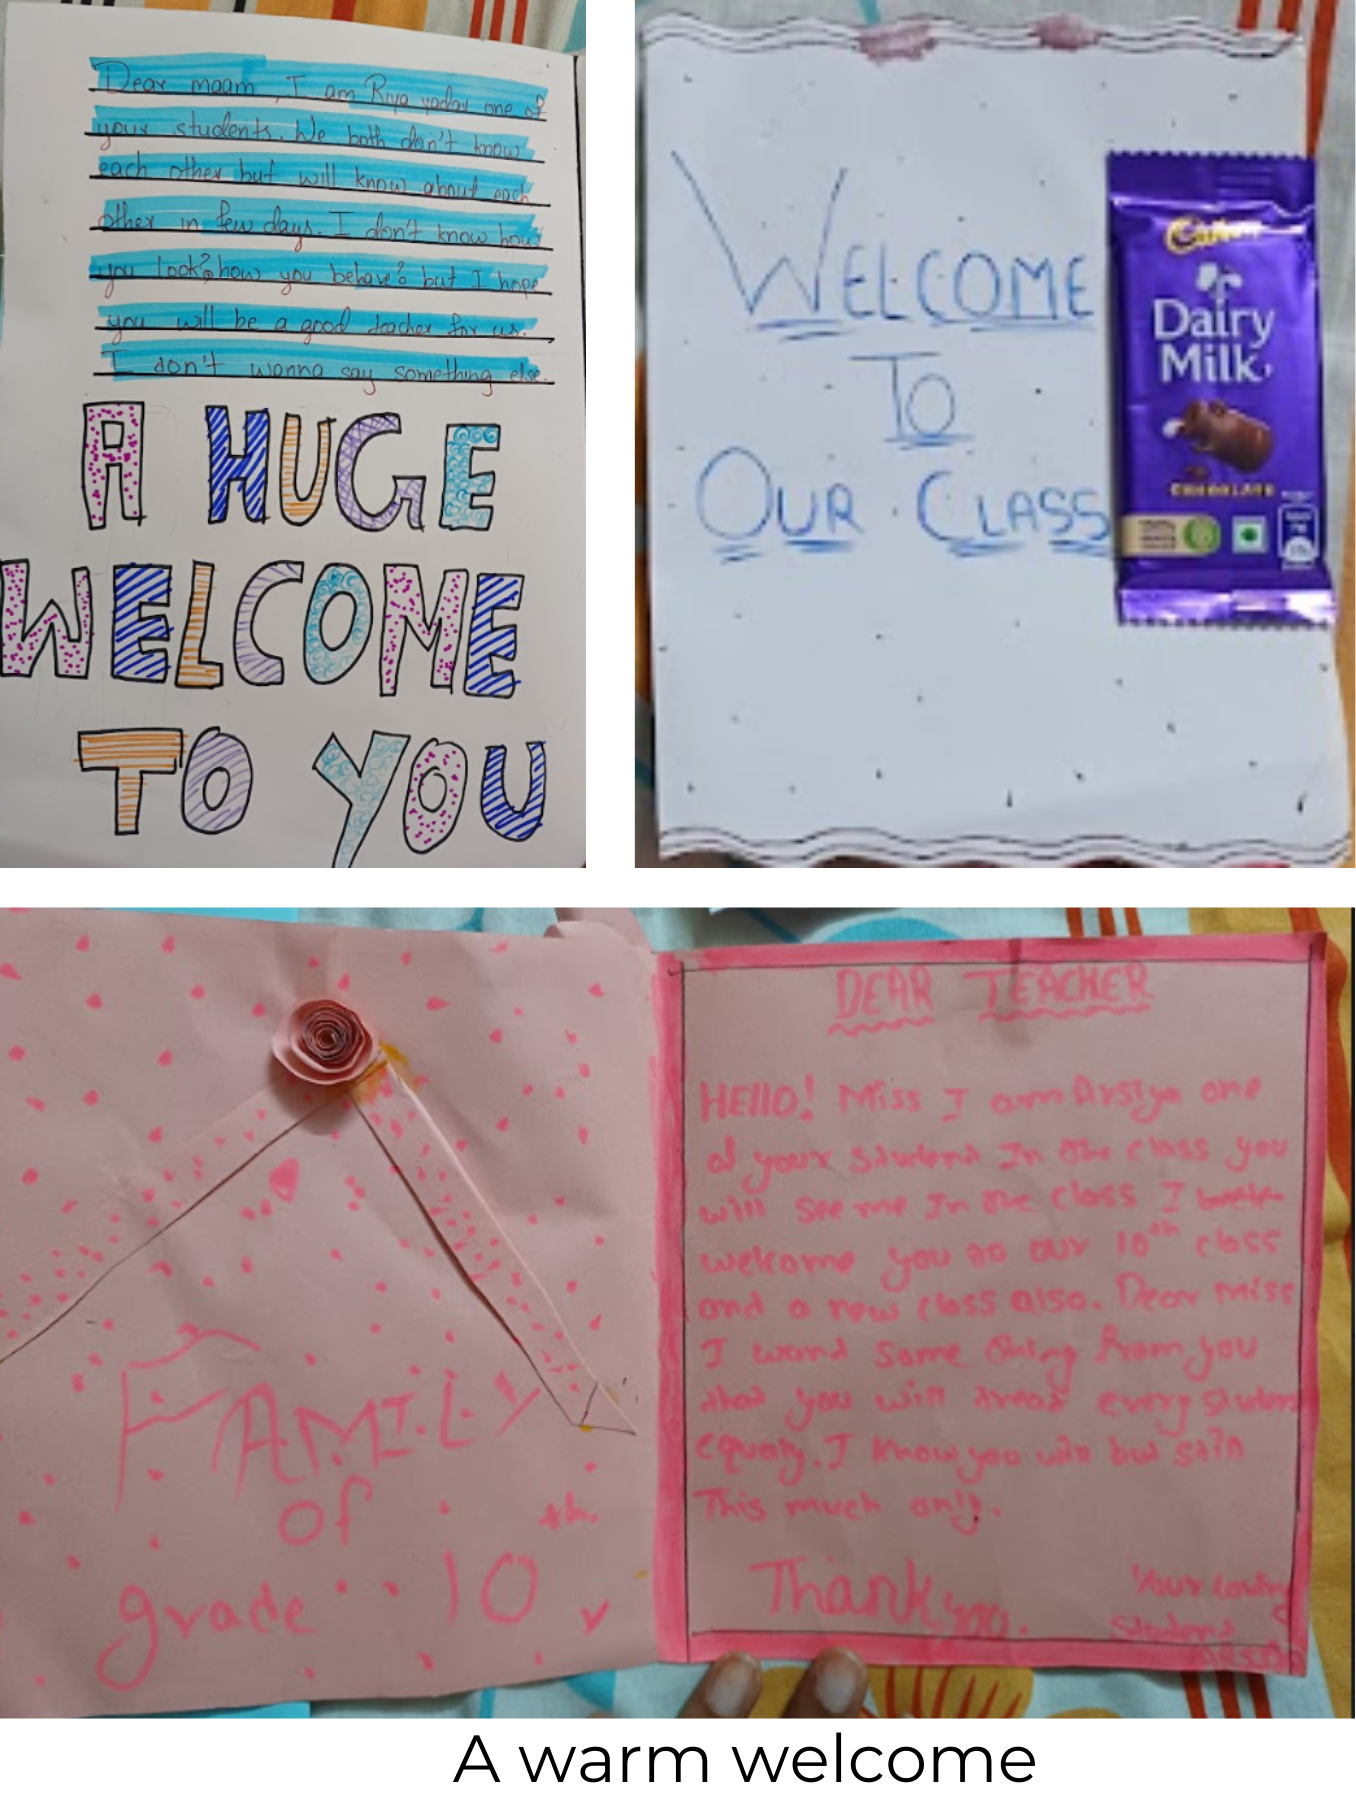 Dear maam, I am Riya yadav one of
your students. We both don't know
each other but will know about each
other in few days. I don't know how
you look? how you behave? but I hope
you will be a good teacher for us.
I don't wanna say something else.
A HUGE
WELCOME
TO YOU
WELCOME
TO
OUR CLASS
Cadbury
Dairy
Milk
CHOCOLATE
FAMILY
of
grade 10 th
DEAR TEACHER
HEllO! Miss I am Arsiya one
of your student In the class you
will see me In the class I
welcome you to our 10th class
and a new class also. Dear miss
I want some thing from you
that you will treat every student
equaly. I know you will but still
This much only.
Thank you.
Your loving
Student
A warm welcome